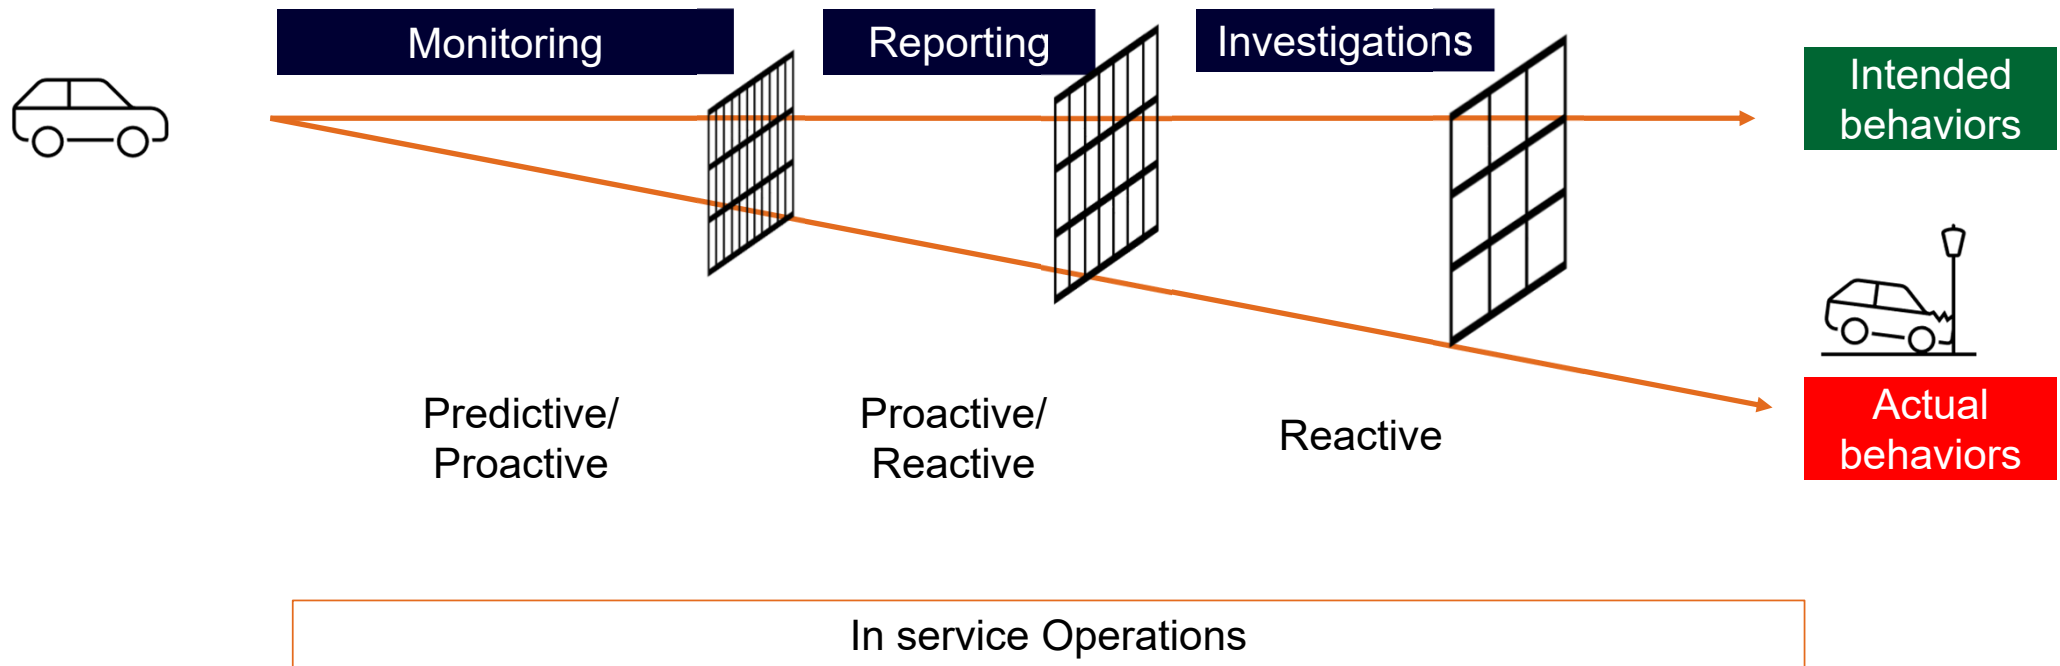 Monitoring
Reporting
Investigations
Intended
behaviors
Predictive/
Proactive
Proactive/
Reactive
Reactive
Actual
behaviors
In service Operations